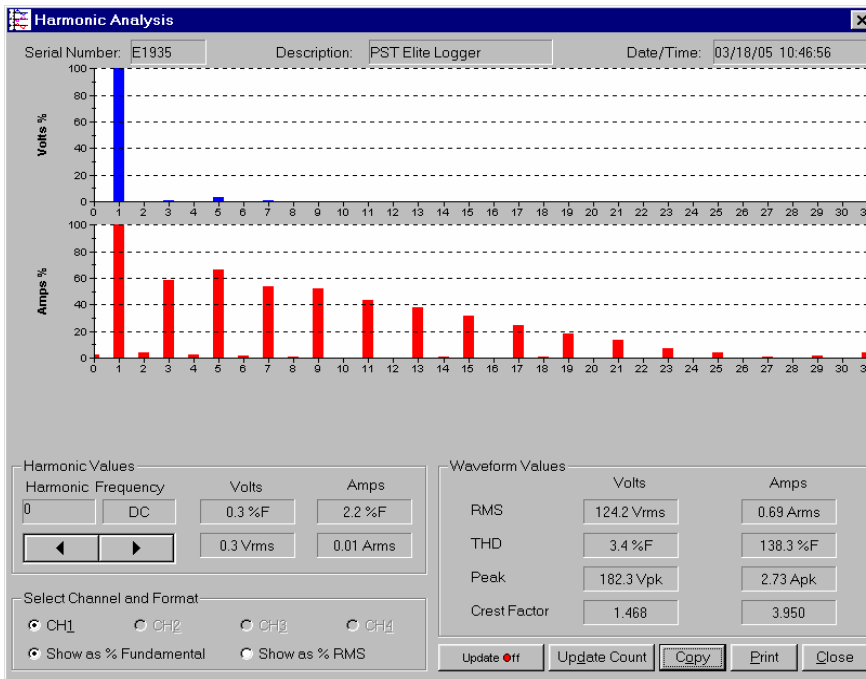 Harmonic Analysis
Serial Number: E1935 Description: PST Elite Logger Date/Time: 03/18/05 10:46:56
Volts %
100
80
60
40
20
0
0 1 2 3 4 5 6 7 8 9 10 11 12 13 14 15 16 17 18 19 20 21 22 23 24 25 26 27 28 29 30
Amps %
100
80
60
40
20
0
0 1 2 3 4 5 6 7 8 9 10 11 12 13 14 15 16 17 18 19 20 21 22 23 24 25 26 27 28 29 30
Harmonic Values
Harmonic Frequency Volts Amps
0 DC 0.3 %F 2.2 %F
0.3 Vrms 0.01 Arms
Select Channel and Format
CH1 CH2 CH3 CH4
Show as % Fundamental Show as % RMS
Waveform Values
Volts Amps
RMS 124.2 Vrms 0.69 Arms
THD 3.4 %F 138.3 %F
Peak 182.3 Vpk 2.73 Apk
Crest Factor 1.468 3.950
Update Off Update Count Copy Print Close